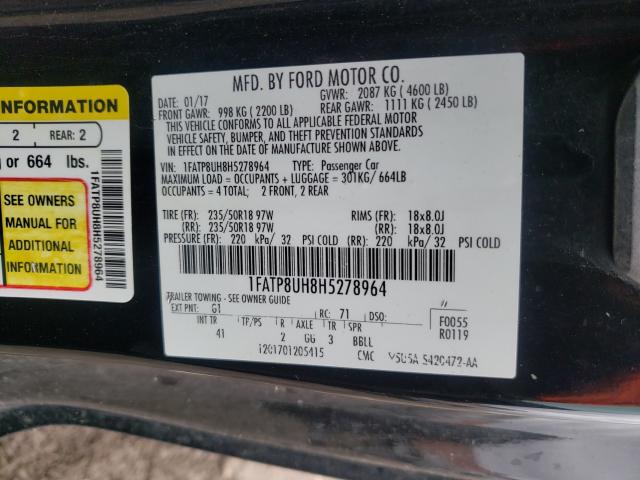 INFORMATION
2 REAR: 2
or 664 lbs.
SEE OWNERS
MANUAL FOR
ADDITIONAL
INFORMATION
1FATP8UH8H5278964
MFD. BY FORD MOTOR CO.
DATE: 01/17 GVWR: 2087 KG (4600 LB)
FRONT GAWR: 998 KG (2200 LB) REAR GAWR: 1111 KG (2450 LB)
THIS VEHICLE CONFORMS TO ALL APPLICABLE FEDERAL MOTOR
VEHICLE SAFETY, BUMPER, AND THEFT PREVENTION STANDARDS
IN EFFECT ON THE DATE OF MANUFACTURE SHOWN ABOVE.
VIN: 1FATP8UH8H5278964 TYPE: Passenger Car
MAXIMUM LOAD = OCCUPANTS + LUGGAGE = 301KG/ 664LB
OCCUPANTS = 4 TOTAL; 2 FRONT, 2 REAR
TIRE (FR): 235/50R18 97W RIMS (FR): 18x8.0J
(RR): 235/50R18 97W (RR): 18x8.0J
PRESSURE (FR): 220 kPa/ 32 PSI COLD (RR): 220 kPa/ 32 PSI COLD
1FATP8UH8H5278964
TRAILER TOWING - SEE OWNER GUIDE
EXT PNT: G1 RC: 71 DSO: F0055
INT TR TP/PS R AXLE TR SPR R0119
41 2 GG 3 BBLL
CMC